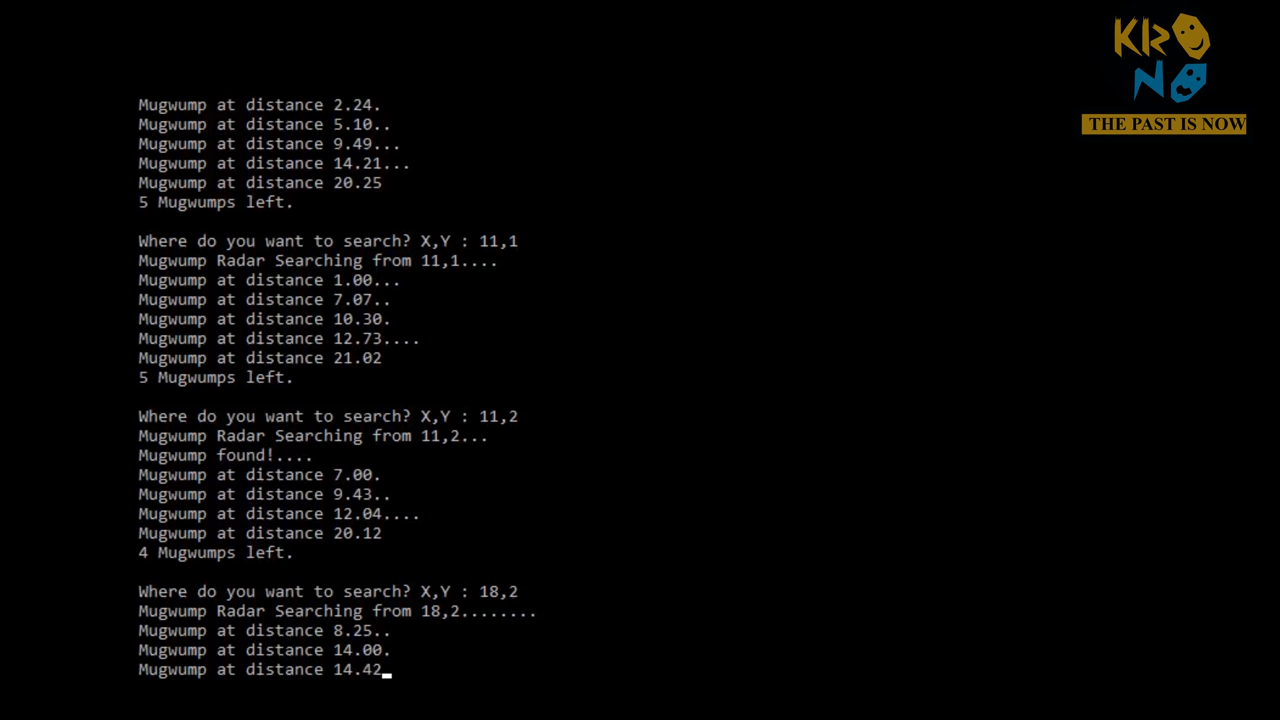 KRONO
THE PAST IS NOW
Mugwump at distance 2.24.
Mugwump at distance 5.10..
Mugwump at distance 9.49...
Mugwump at distance 14.21...
Mugwump at distance 20.25
5 Mugwumps left.
Where do you want to search? X,Y : 11,1
Mugwump Radar Searching from 11,1....
Mugwump at distance 1.00...
Mugwump at distance 7.07..
Mugwump at distance 10.30.
Mugwump at distance 12.73....
Mugwump at distance 21.02
5 Mugwumps left.
Where do you want to search? X,Y : 11,2
Mugwump Radar Searching from 11,2...
Mugwump found!....
Mugwump at distance 7.00.
Mugwump at distance 9.43..
Mugwump at distance 12.04....
Mugwump at distance 20.12
4 Mugwumps left.
Where do you want to search? X,Y : 18,2
Mugwump Radar Searching from 18,2........
Mugwump at distance 8.25..
Mugwump at distance 14.00.
Mugwump at distance 14.42